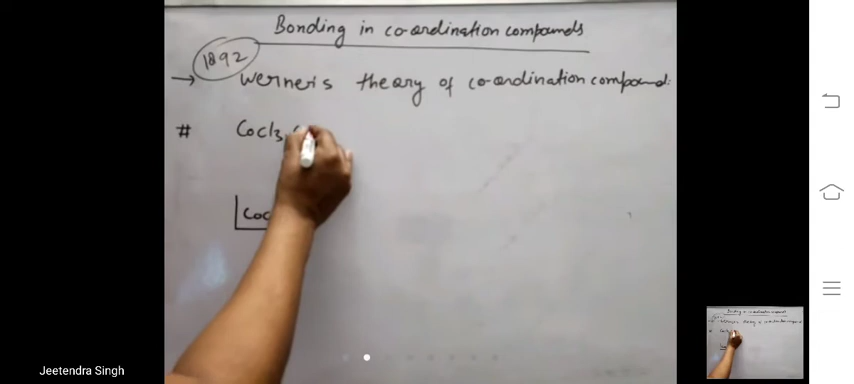 Bonding in co-ordination compounds
1892
→ Werner's theory of co-ordination compound:
# CoCl3
Coc
Jeetendra Singh